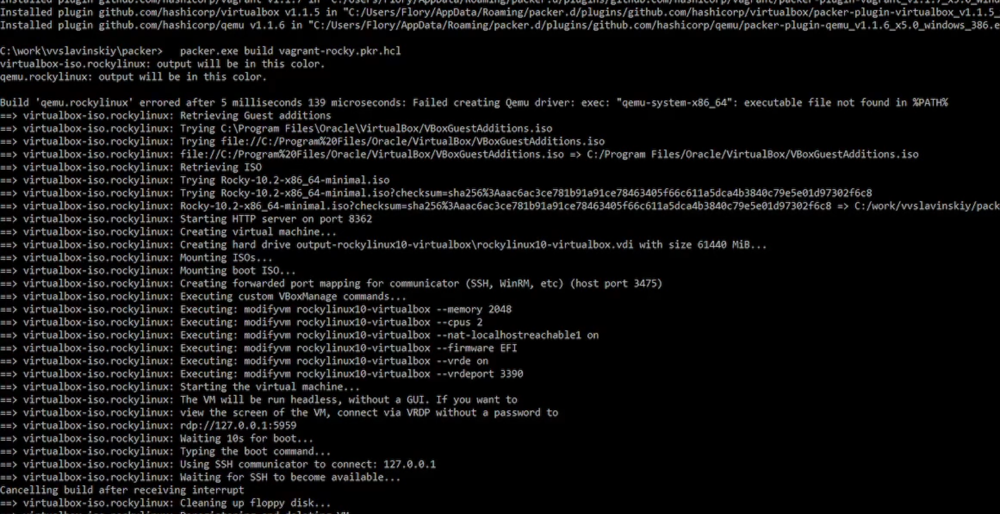 Installed plugin github.com/hashicorp/vagrant v1.1.7 in "C:/Users/Flory/AppData/Roaming/packer.d/plugins/github.com/hashicorp/vagrant/packer-plugin-vagrant_v1.1.7_x5.0_wind
Installed plugin github.com/hashicorp/virtualbox v1.1.5 in "C:/Users/Flory/AppData/Roaming/packer.d/plugins/github.com/hashicorp/virtualbox/packer-plugin-virtualbox_v1.1.5_
Installed plugin github.com/hashicorp/qemu v1.1.6 in "C:/Users/Flory/AppData/Roaming/packer.d/plugins/github.com/hashicorp/qemu/packer-plugin-qemu_v1.1.6_x5.0_windows_386.e
C:\work\vvslavinskiy\packer>   packer.exe build vagrant-rocky.pkr.hcl
virtualbox-iso.rockylinux: output will be in this color.
qemu.rockylinux: output will be in this color.
Build 'qemu.rockylinux' errored after 5 milliseconds 139 microseconds: Failed creating Qemu driver: exec: "qemu-system-x86_64": executable file not found in %PATH%
==> virtualbox-iso.rockylinux: Retrieving Guest additions
==> virtualbox-iso.rockylinux: Trying C:\Program Files\Oracle\VirtualBox/VBoxGuestAdditions.iso
==> virtualbox-iso.rockylinux: Trying file://C:/Program%20Files/Oracle/VirtualBox/VBoxGuestAdditions.iso
==> virtualbox-iso.rockylinux: file://C:/Program%20Files/Oracle/VirtualBox/VBoxGuestAdditions.iso => C:/Program Files/Oracle/VirtualBox/VBoxGuestAdditions.iso
==> virtualbox-iso.rockylinux: Retrieving ISO
==> virtualbox-iso.rockylinux: Trying Rocky-10.2-x86_64-minimal.iso
==> virtualbox-iso.rockylinux: Trying Rocky-10.2-x86_64-minimal.iso?checksum=sha256%3Aaac6ac3ce781b91a91ce78463405f66c611a5dca4b3840c79e5e01d97302f6c8
==> virtualbox-iso.rockylinux: Rocky-10.2-x86_64-minimal.iso?checksum=sha256%3Aaac6ac3ce781b91a91ce78463405f66c611a5dca4b3840c79e5e01d97302f6c8 => C:/work/vvslavinskiy/pack
==> virtualbox-iso.rockylinux: Starting HTTP server on port 8362
==> virtualbox-iso.rockylinux: Creating virtual machine...
==> virtualbox-iso.rockylinux: Creating hard drive output-rockylinux10-virtualbox\rockylinux10-virtualbox.vdi with size 61440 MiB...
==> virtualbox-iso.rockylinux: Mounting ISOs...
==> virtualbox-iso.rockylinux: Mounting boot ISO...
==> virtualbox-iso.rockylinux: Creating forwarded port mapping for communicator (SSH, WinRM, etc) (host port 3475)
==> virtualbox-iso.rockylinux: Executing custom VBoxManage commands...
==> virtualbox-iso.rockylinux: Executing: modifyvm rockylinux10-virtualbox --memory 2048
==> virtualbox-iso.rockylinux: Executing: modifyvm rockylinux10-virtualbox --cpus 2
==> virtualbox-iso.rockylinux: Executing: modifyvm rockylinux10-virtualbox --nat-localhostreachable1 on
==> virtualbox-iso.rockylinux: Executing: modifyvm rockylinux10-virtualbox --firmware EFI
==> virtualbox-iso.rockylinux: Executing: modifyvm rockylinux10-virtualbox --vrde on
==> virtualbox-iso.rockylinux: Executing: modifyvm rockylinux10-virtualbox --vrdeport 3390
==> virtualbox-iso.rockylinux: Starting the virtual machine...
==> virtualbox-iso.rockylinux: The VM will be run headless, without a GUI. If you want to
==> virtualbox-iso.rockylinux: view the screen of the VM, connect via VRDP without a password to
==> virtualbox-iso.rockylinux: rdp://127.0.0.1:5959
==> virtualbox-iso.rockylinux: Waiting 10s for boot...
==> virtualbox-iso.rockylinux: Typing the boot command...
==> virtualbox-iso.rockylinux: Using SSH communicator to connect: 127.0.0.1
==> virtualbox-iso.rockylinux: Waiting for SSH to become available...
Cancelling build after receiving interrupt
==> virtualbox-iso.rockylinux: Cleaning up floppy disk...
==> virtualbox-iso.rockylinux: Deregistering and deleting VM